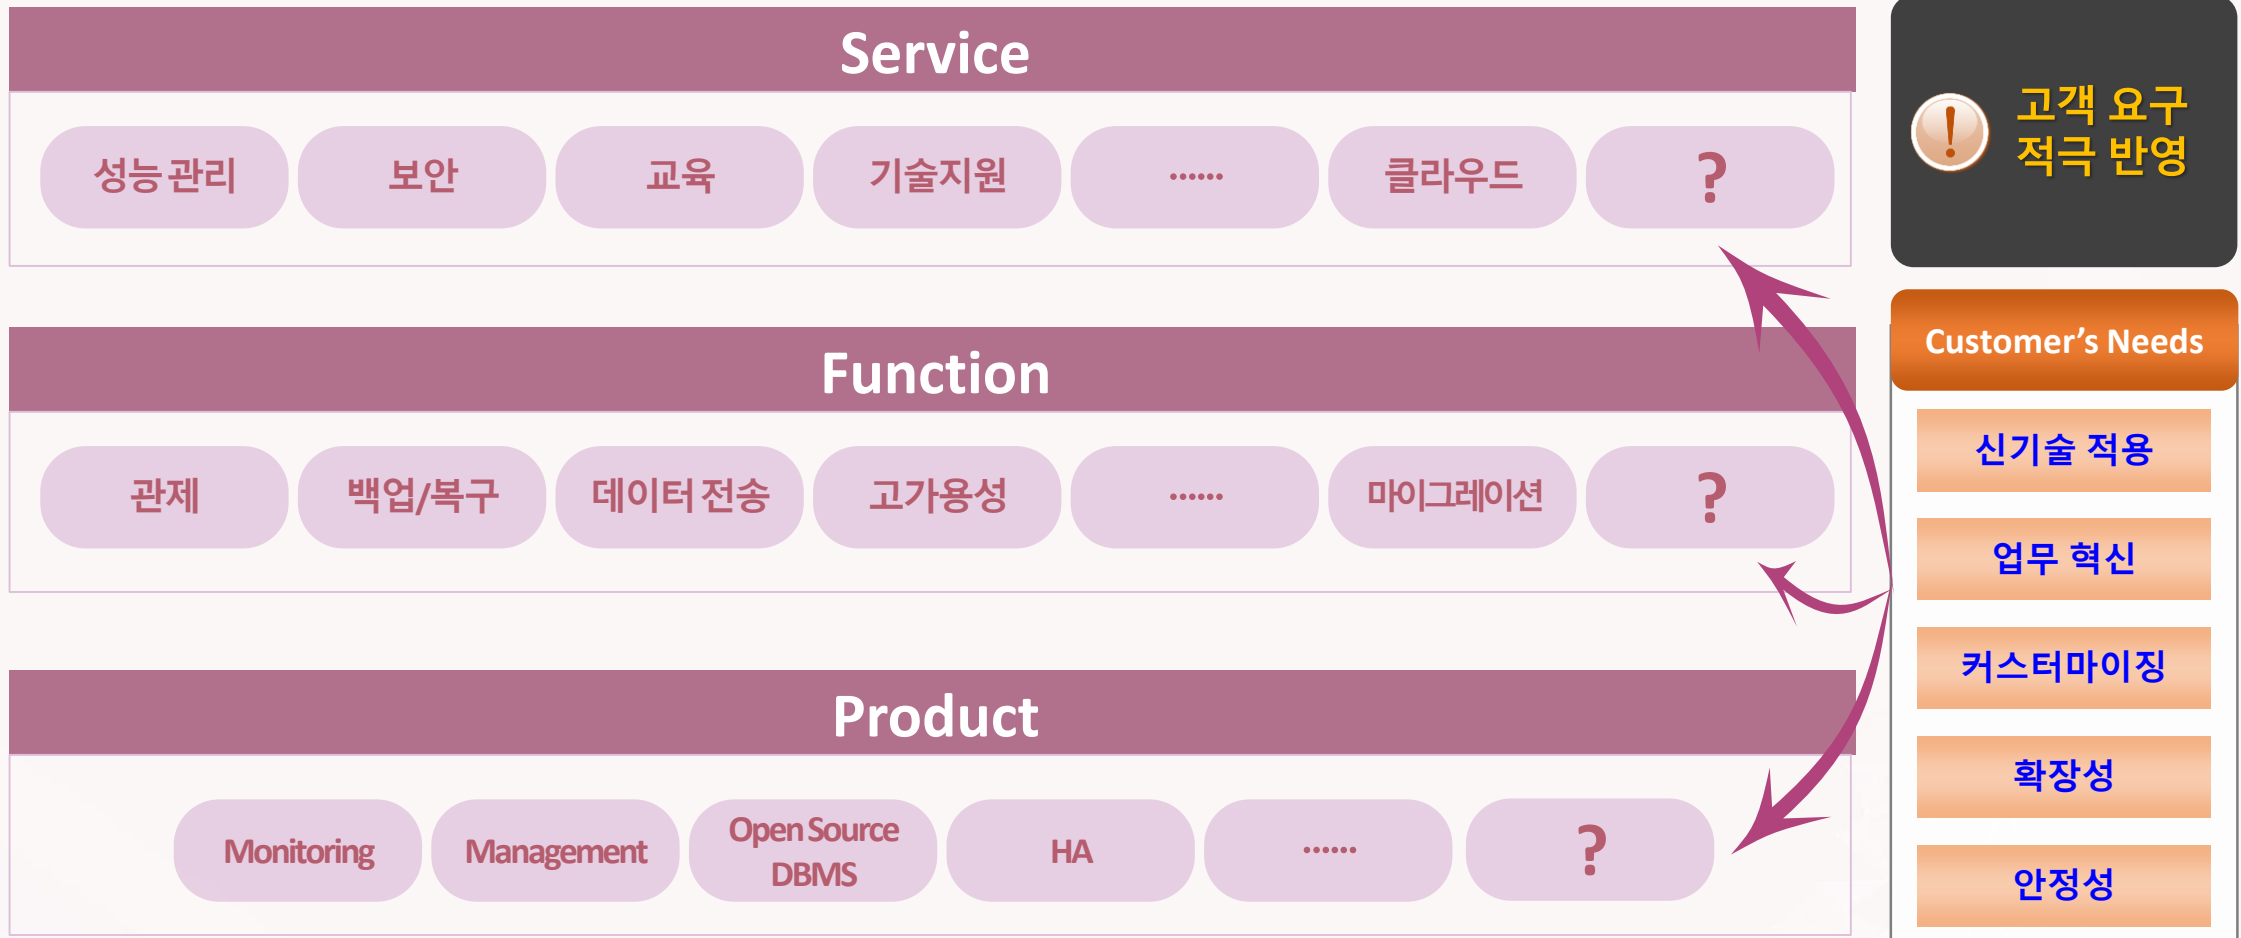 Service
성능 관리
보안
교육
기술지원
······
클라우드
?
Function
관제
백업/복구
데이터 전송
고가용성
······
마이그레이션
?
Product
Monitoring
Management
Open Source
DBMS
HA
······
?
!
고객 요구
적극 반영
Customer’s Needs
신기술 적용
업무 혁신
커스터마이징
확장성
안정성